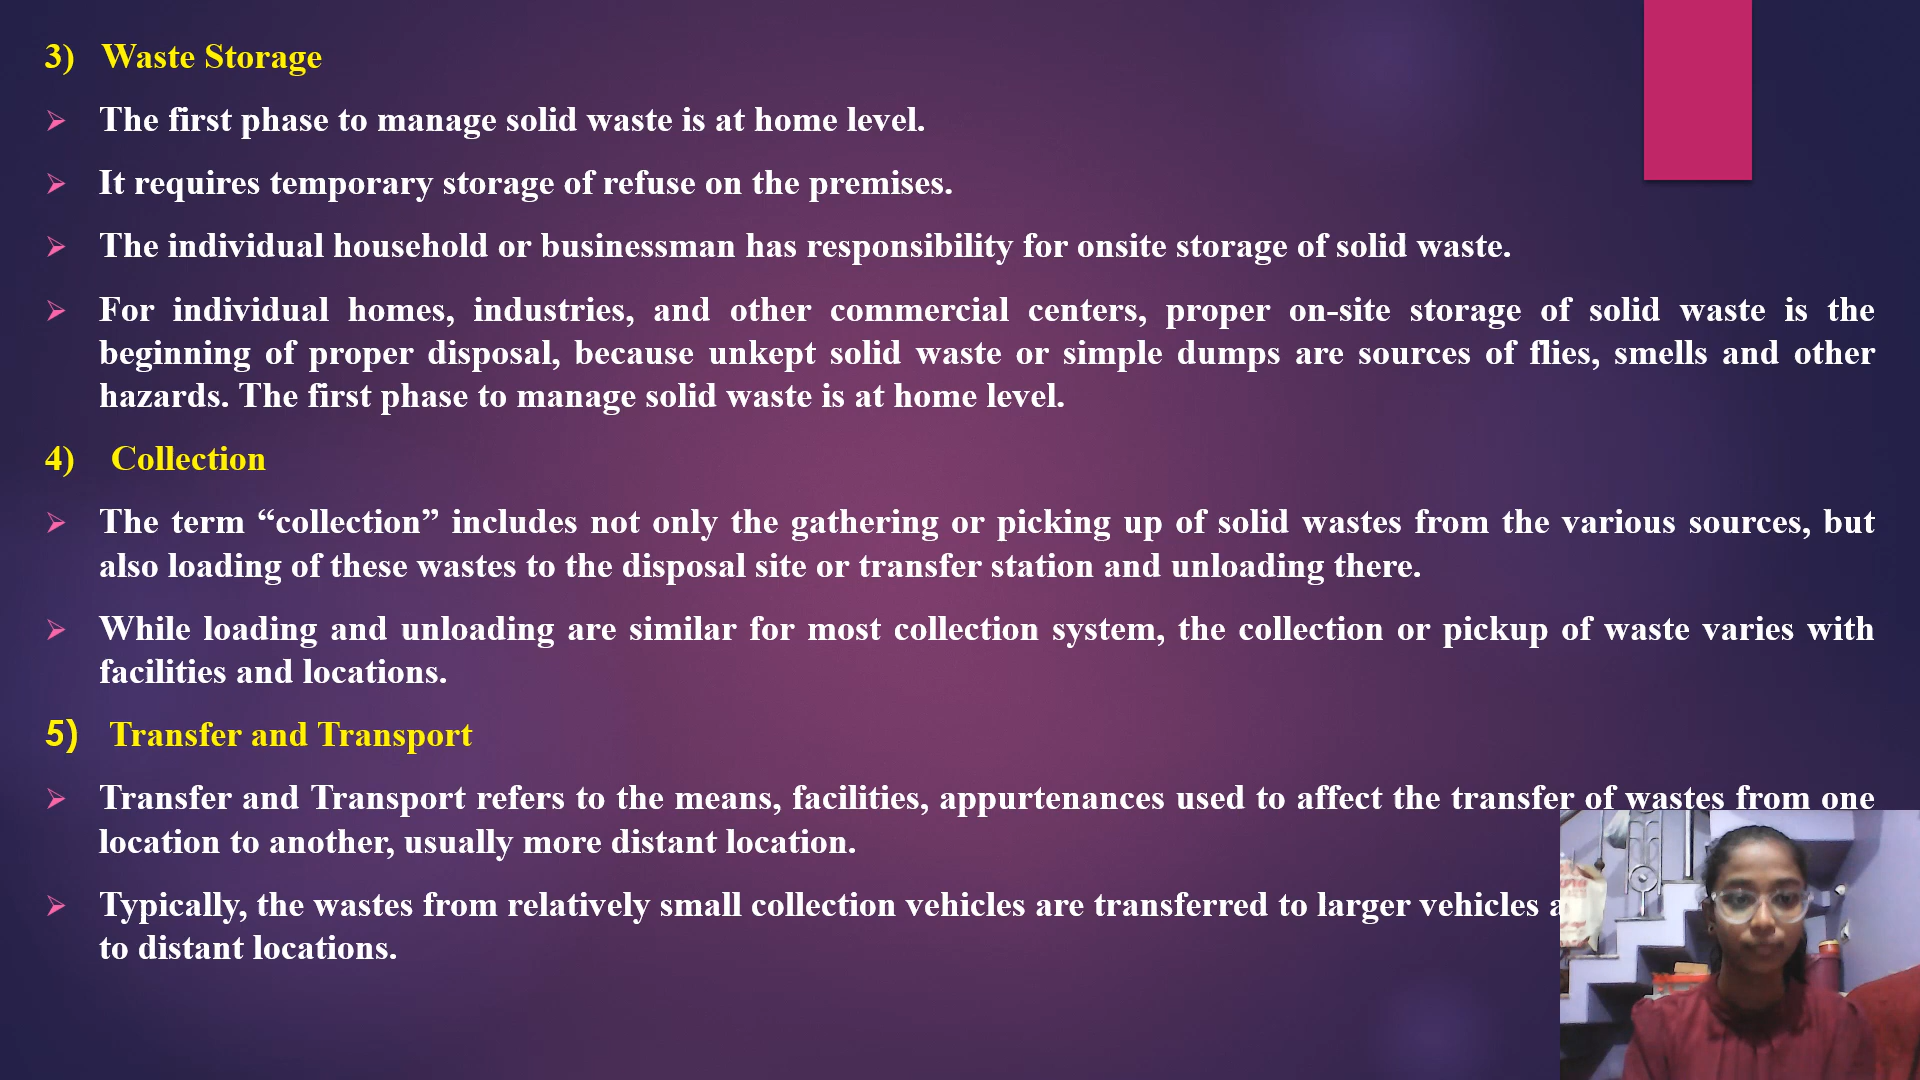 3) Waste Storage
➢ The first phase to manage solid waste is at home level.
➢ It requires temporary storage of refuse on the premises.
➢ The individual household or businessman has responsibility for onsite storage of solid waste.
➢ For individual homes, industries, and other commercial centers, proper on-site storage of solid waste is the
beginning of proper disposal, because unkept solid waste or simple dumps are sources of flies, smells and other
hazards. The first phase to manage solid waste is at home level.
4) Collection
➢ The term “collection” includes not only the gathering or picking up of solid wastes from the various sources, but
also loading of these wastes to the disposal site or transfer station and unloading there.
➢ While loading and unloading are similar for most collection system, the collection or pickup of waste varies with
facilities and locations.
5) Transfer and Transport
➢ Transfer and Transport refers to the means, facilities, appurtenances used to affect the transfer of wastes from one
location to another, usually more distant location.
➢ Typically, the wastes from relatively small collection vehicles are transferred to larger vehicles
to distant locations.